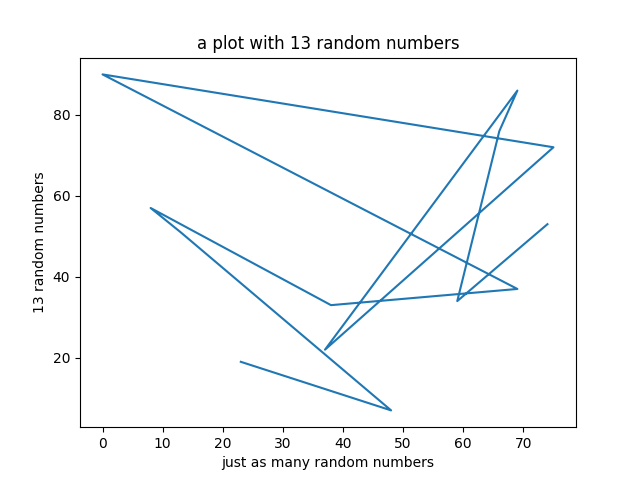 a plot with 13 random numbers
13 random numbers
80
60
40
20
0 10 20 30 40 50 60 70
just as many random numbers